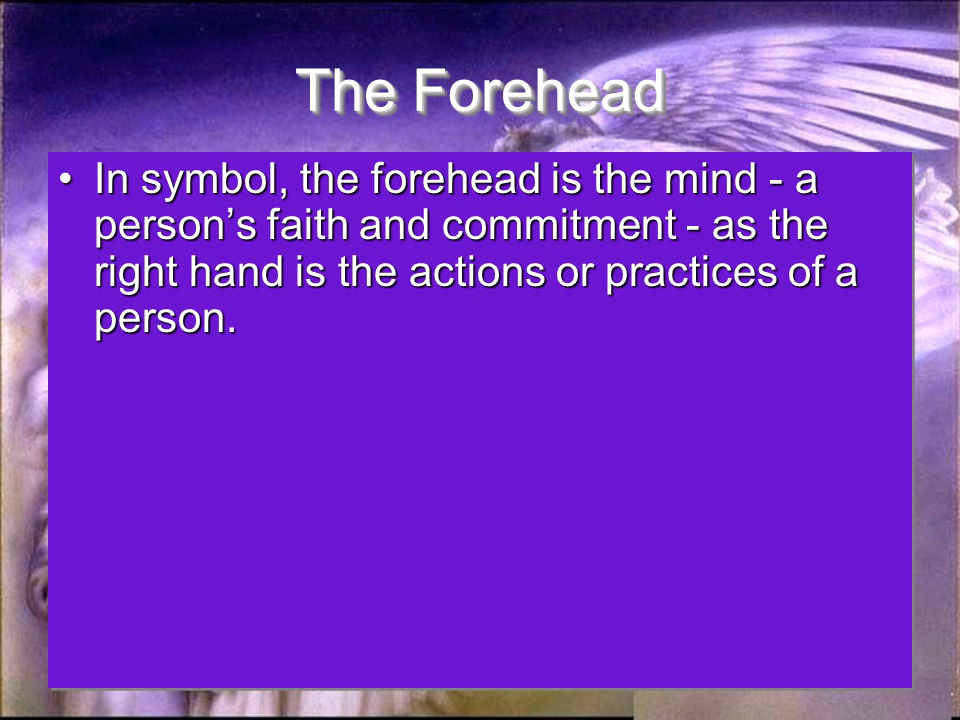 The Forehead
• In symbol, the forehead is the mind - a
person’s faith and commitment - as the
right hand is the actions or practices of a
person.